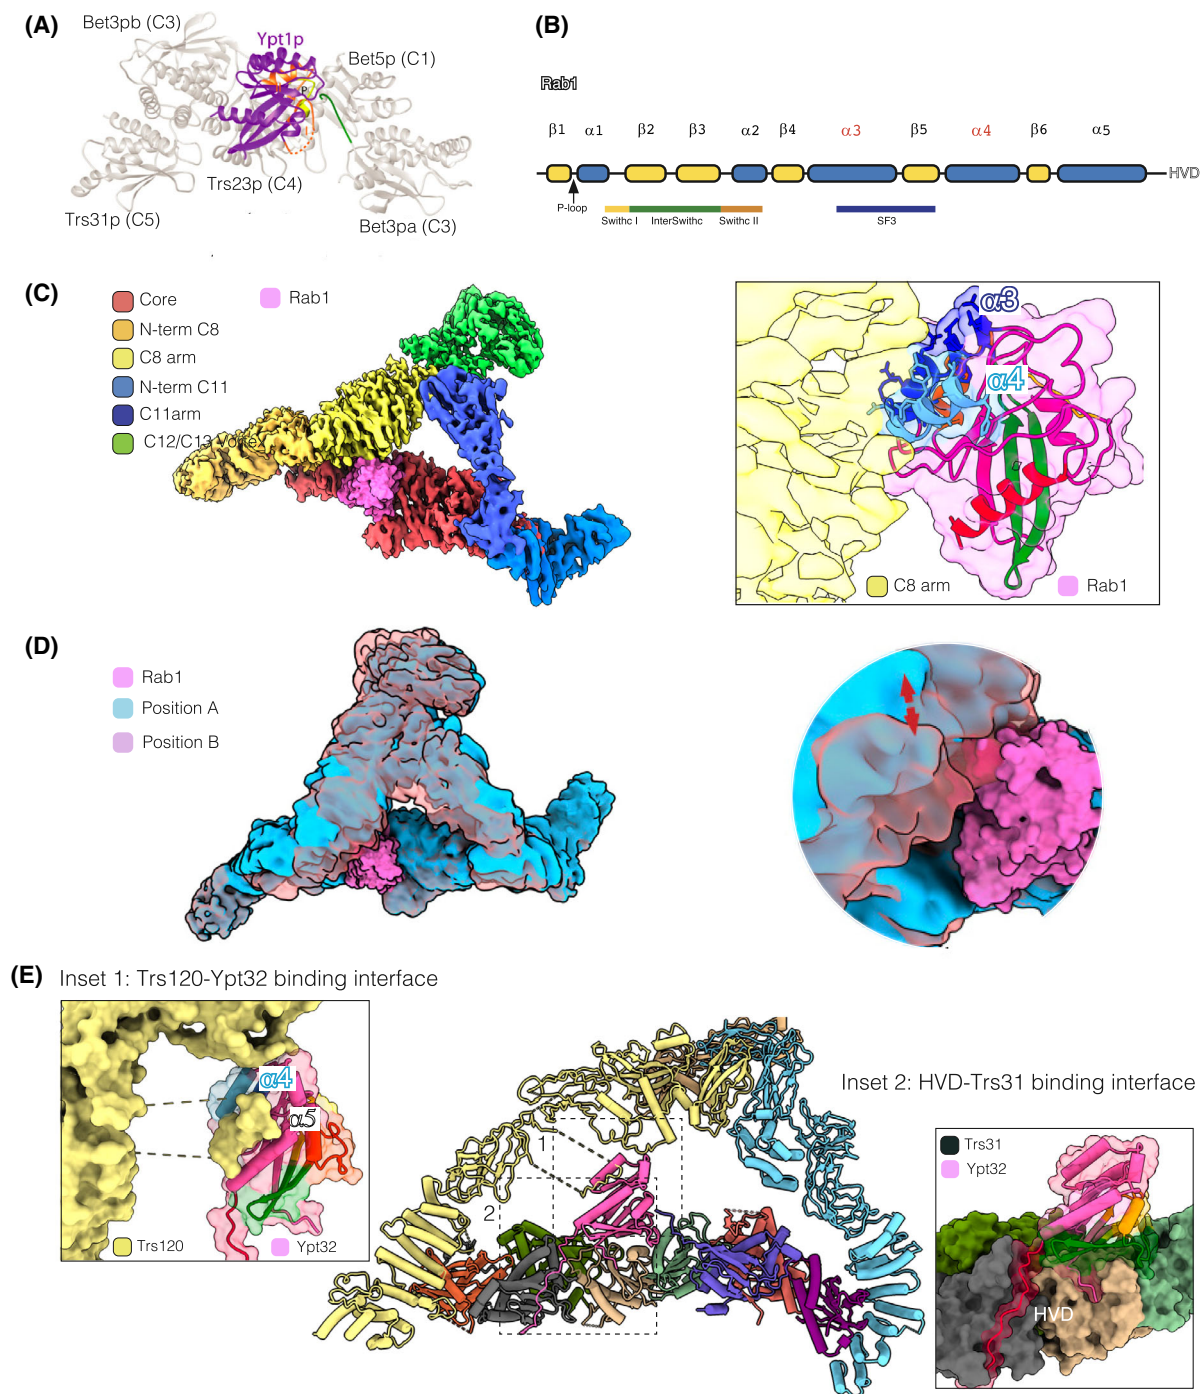 (A)
Bet3pb (C3)
Ypt1p
Bet5p (C1)
P
Trs23p (C4)
Trs31p (C5)
Bet3pa (C3)
(B)
Rab1
β1 α1 β2 β3 α2 β4 α3 β5 α4 β6 α5
HVD
P-loop
Swithc I InterSwithc Swithc II SF3
(C)
Core
Rab1
N-term C8
C8 arm
N-term C11
C11arm
C12/C13 Vortex
α3
α4
C8 arm
Rab1
(D)
Rab1
Position A
Position B
(E) Inset 1: Trs120-Ypt32 binding interface
α4
α5
Trs120
Ypt32
1
2
Inset 2: HVD-Trs31 binding interface
Trs31
Ypt32
HVD